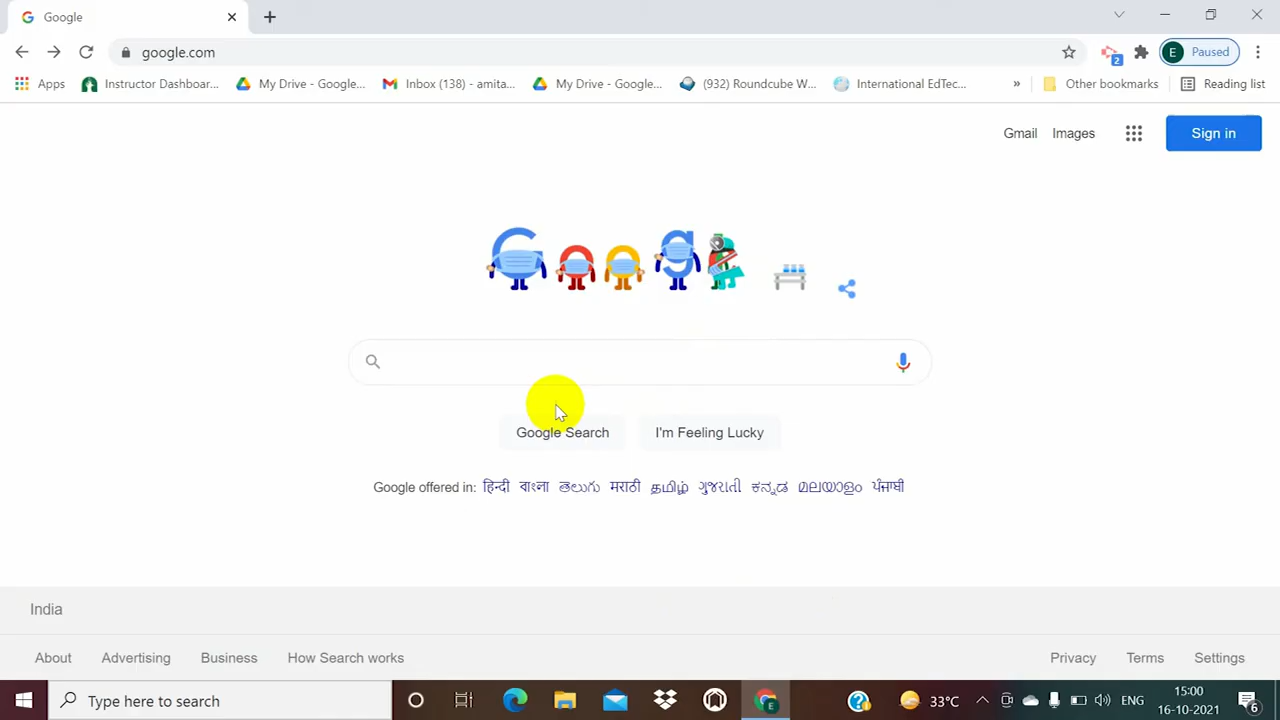 Google
google.com
E Paused
2
Apps Instructor Dashboar... My Drive - Google... Inbox (138) - amita... My Drive - Google... (932) Roundcube W... International EdTec... » Other bookmarks Reading list
Gmail Images Sign in
Goog
Google Search I'm Feeling Lucky
Google offered in: हिन्दी বাংলা తెలుగు मराठी தமிழ் ગુજરાતી ಕನ್ನಡ മലയാളം ਪੰਜਾਬੀ
India
About Advertising Business How Search works Privacy Terms Settings
Type here to search 33°C ENG 15:00
16-10-2021 6